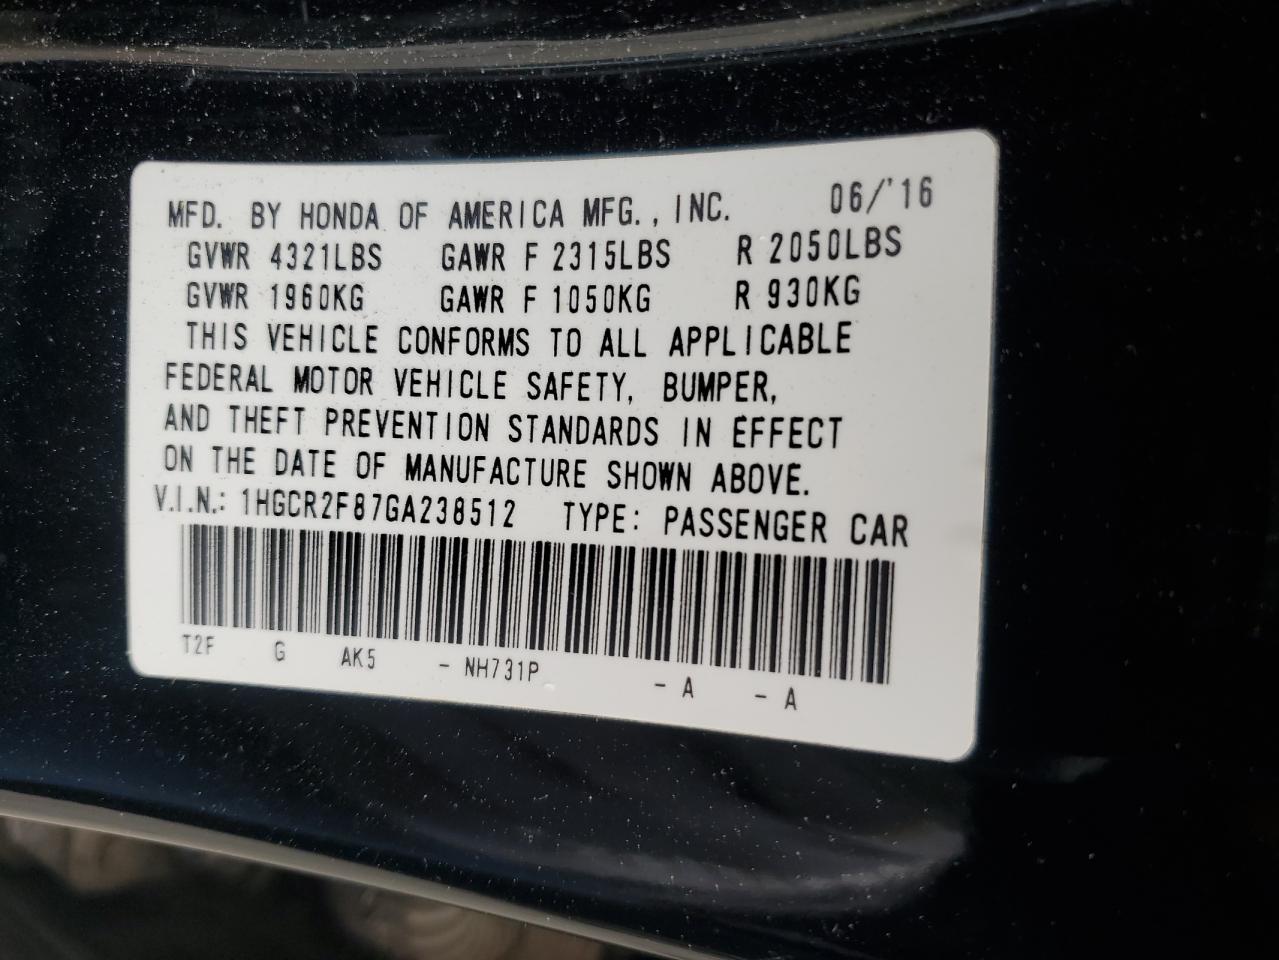 MFD. BY HONDA OF AMERICA MFG., INC. 06/'16
GVWR 4321LBS GAWR F 2315LBS R 2050LBS
GVWR 1960KG GAWR F 1050KG R 930KG
THIS VEHICLE CONFORMS TO ALL APPLICABLE
FEDERAL MOTOR VEHICLE SAFETY, BUMPER,
AND THEFT PREVENTION STANDARDS IN EFFECT
ON THE DATE OF MANUFACTURE SHOWN ABOVE.
V.I.N.: 1HGCR2F87GA238512 TYPE: PASSENGER CAR
T2F G AK5 - NH731P - A - A